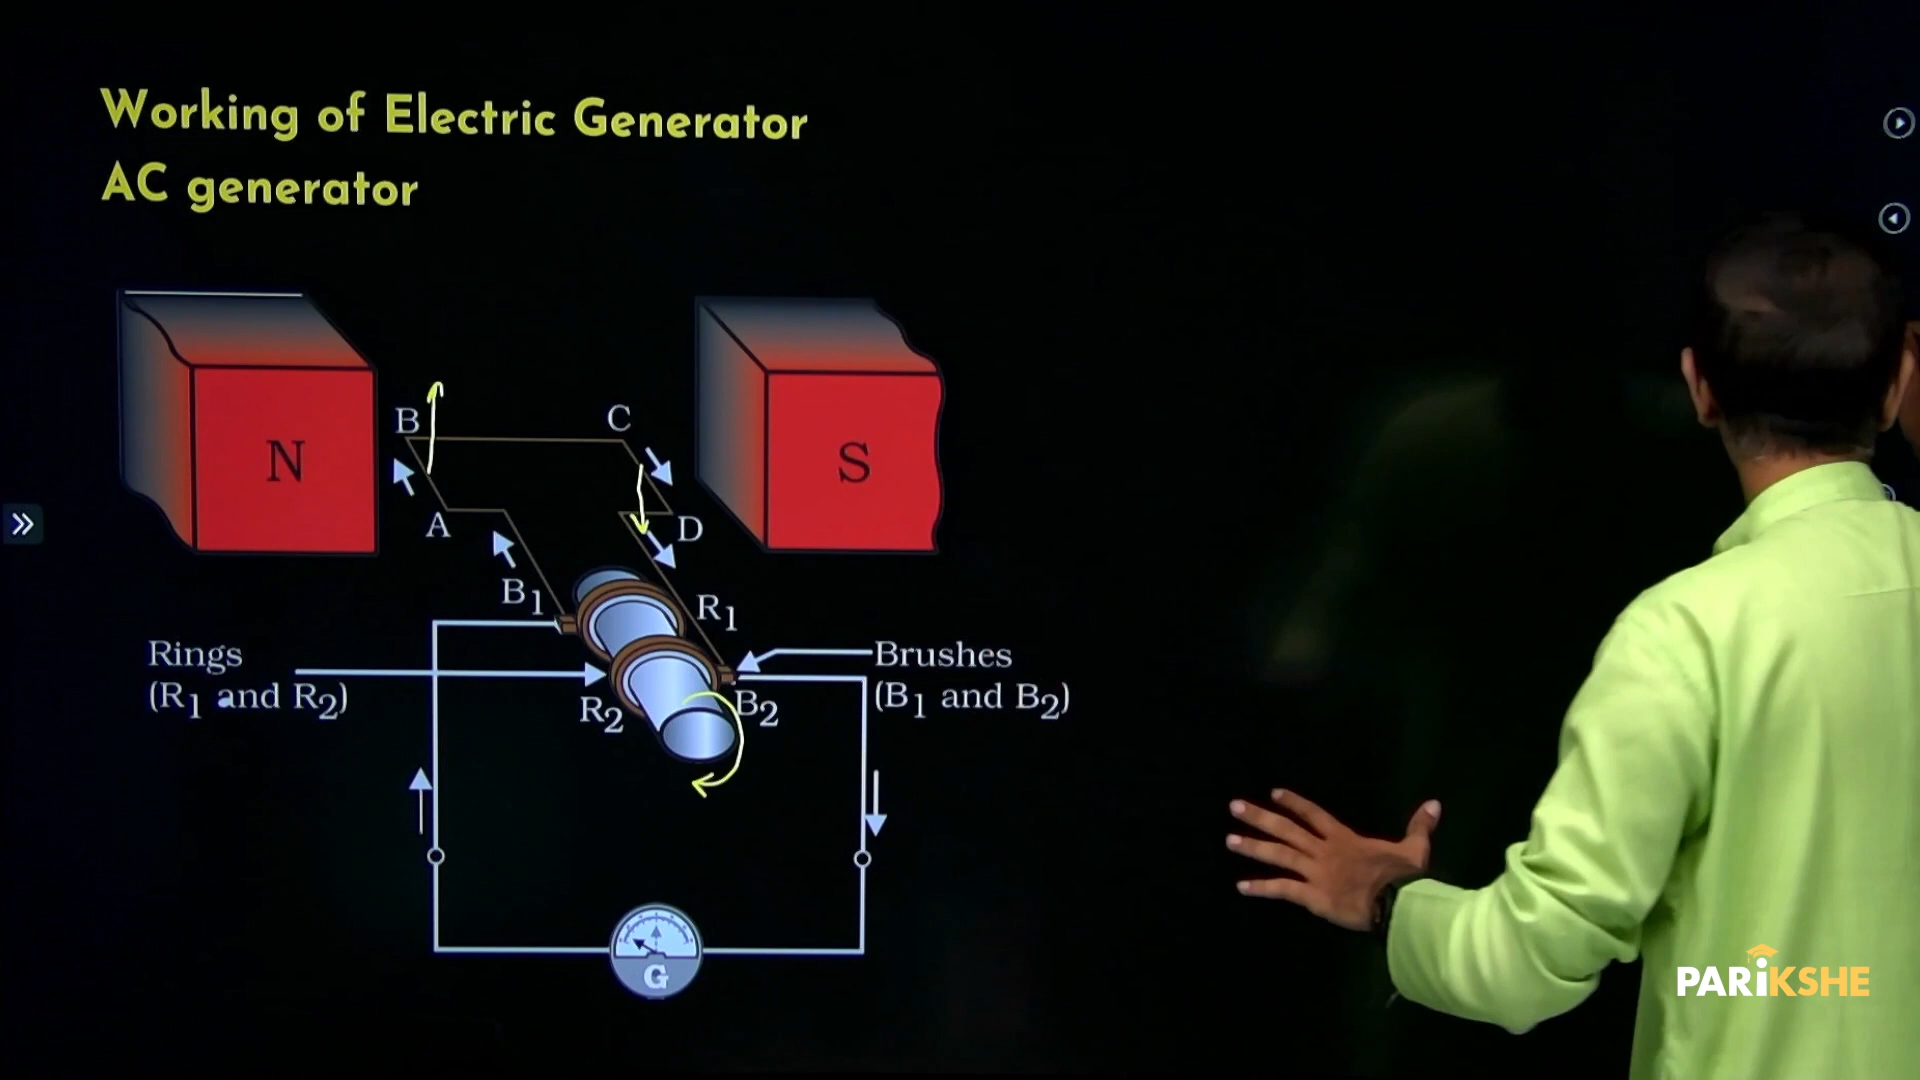 Working of Electric Generator
AC generator
N
S
B
C
A
D
B1
R1
Rings
(R1 and R2)
Brushes
(B1 and B2)
R2
B2
G
PARiKSHE